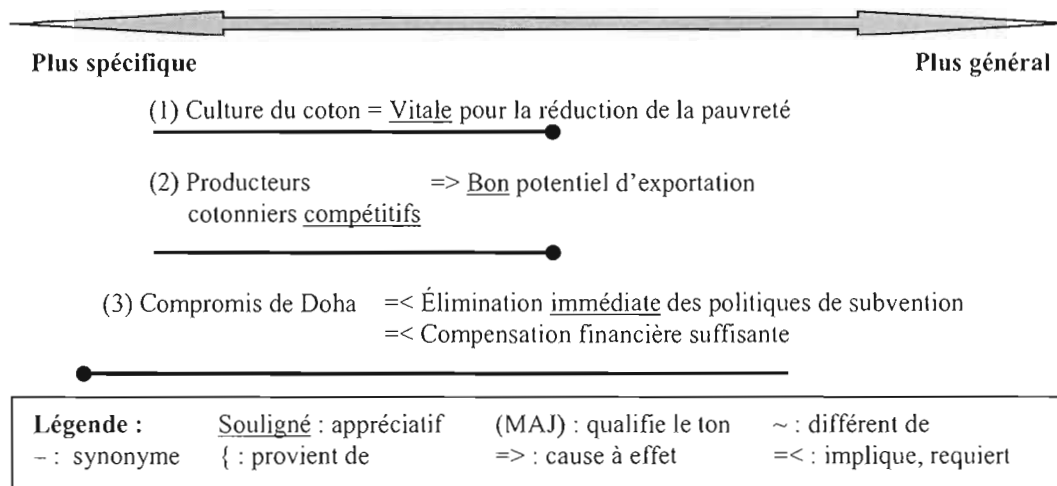 Plus spécifique Plus général
(1) Culture du coton = Vitale pour la réduction de la pauvreté
(2) Producteurs => Bon potentiel d'exportation
cotonniers compétitifs
(3) Compromis de Doha =< Élimination immédiate des politiques de subvention
=< Compensation financière suffisante
Légende : Souligné : appréciatif (MAJ) : qualifie le ton ~ : différent de
– : synonyme { : provient de => : cause à effet =< : implique, requiert